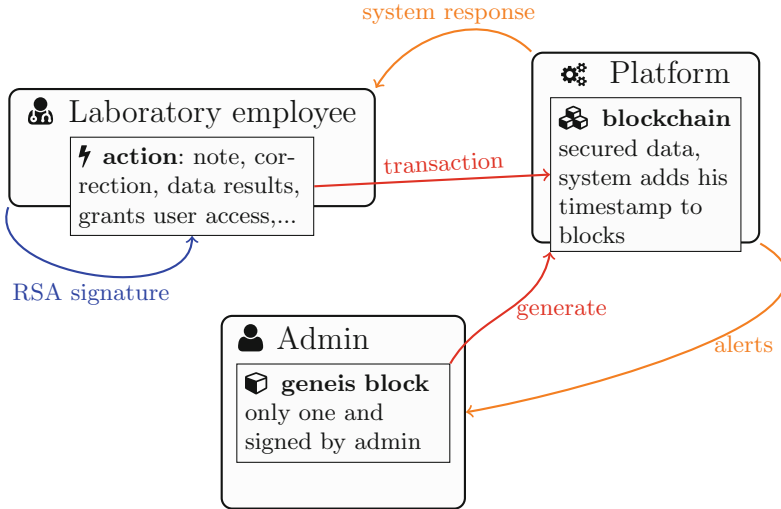 system response
Platform
Laboratory employee
blockchain
secured data,
system adds his
timestamp to
blocks
action: note, cor-
rection, data results,
grants user access,...
transaction
RSA signature
generate
Admin
alerts
geneis block
only one and
signed by admin